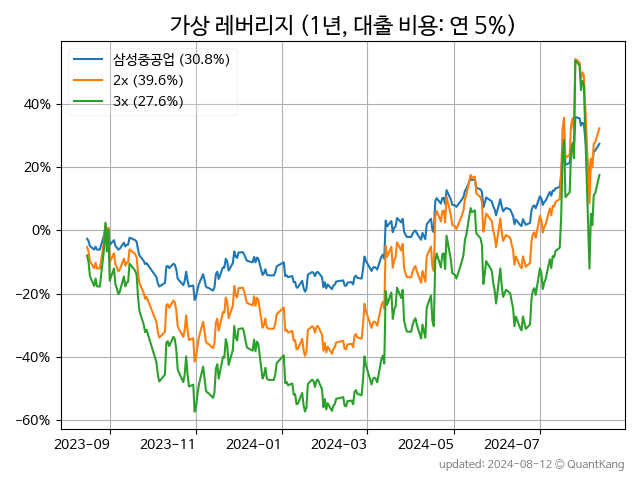 가상 레버리지 (1년, 대출 비용: 연 5%)
삼성중공업 (30.8%)
2x (39.6%)
3x (27.6%)
40%
20%
0%
−20%
−40%
−60%
2023-09 2023-11 2024-01 2024-03 2024-05 2024-07
updated: 2024-08-12 © QuantKang